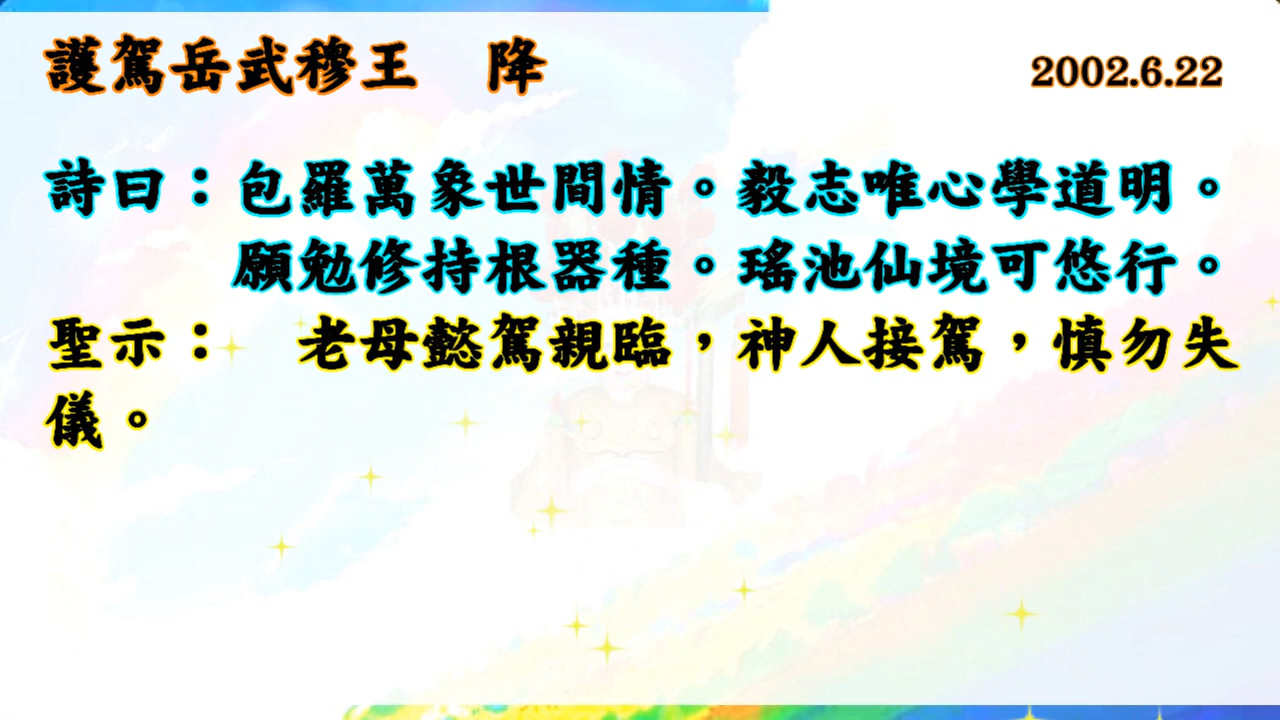 護駕岳武穆王　降　2002.6.22
詩曰：包羅萬象世間情。毅志唯心學道明。
願勉修持根器種。瑤池仙境可悠行。
聖示：　老母懿駕親臨，神人接駕，慎勿失
儀。